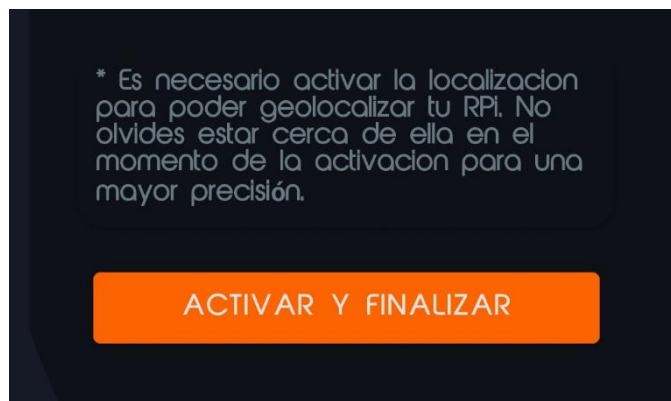 * Es necesario activar la localizacion
para poder geolocalizar tu RPi. No
olvides estar cerca de ella en el
momento de la activacion para una
mayor precisión.
ACTIVAR Y FINALIZAR